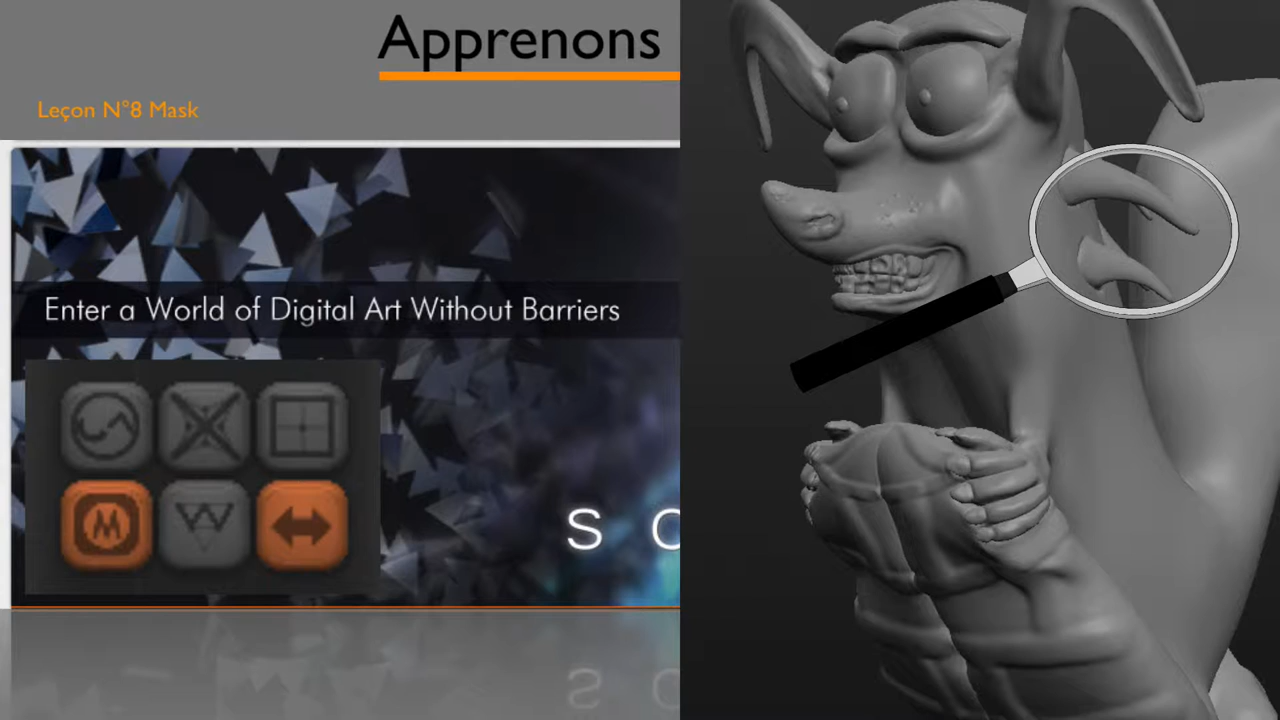 Apprenons
Leçon N°8 Mask
Enter a World of Digital Art Without Barriers
M
S C